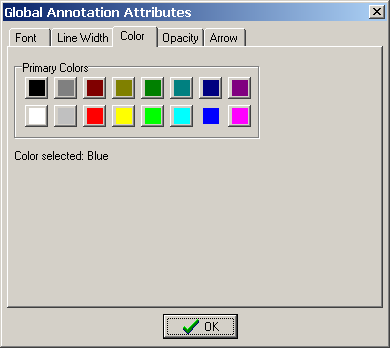 Global Annotation Attributes
Font Line Width Color Opacity Arrow
Primary Colors
Color selected: Blue
OK